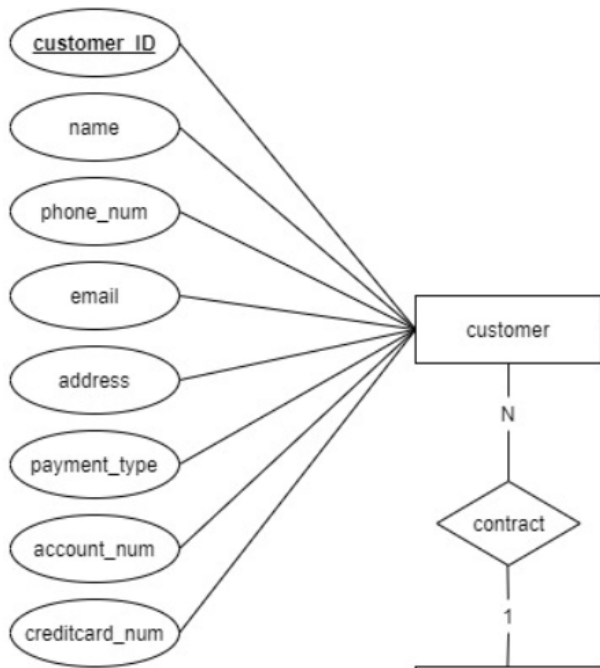 customer_ID
name
phone_num
email
address
payment_type
account_num
creditcard_num
customer
N
contract
1